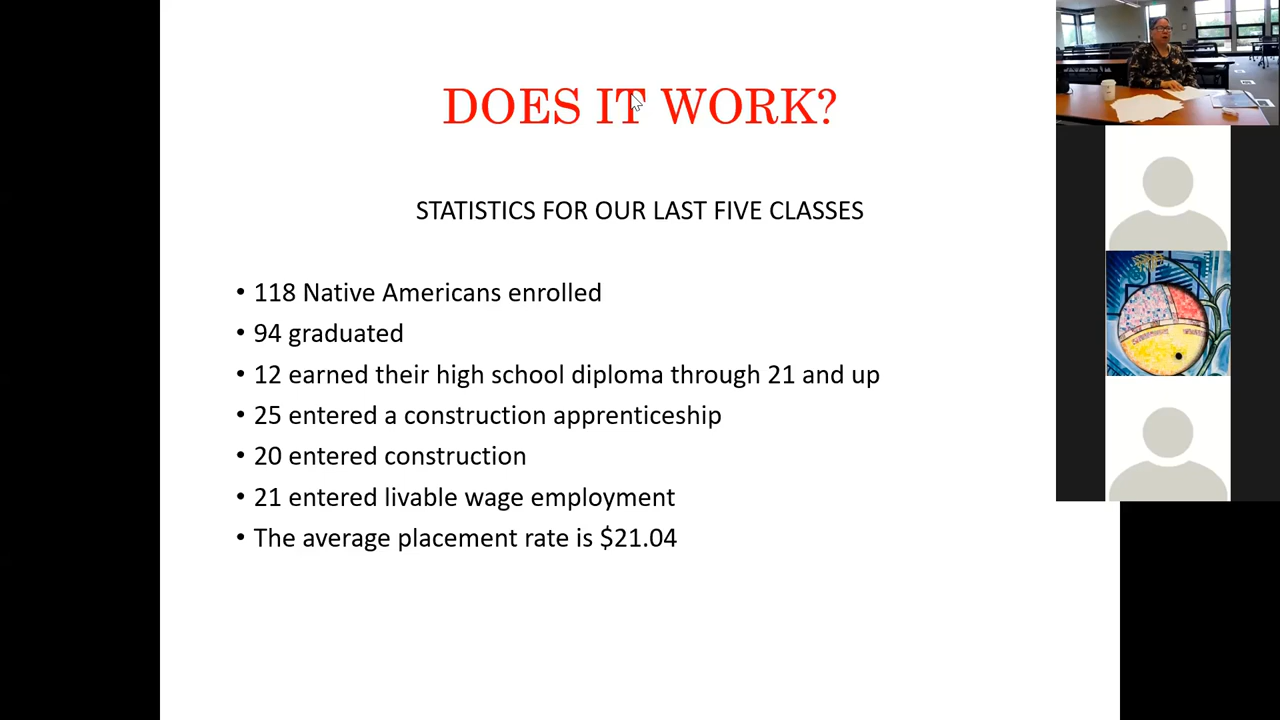 DOES IT WORK?
STATISTICS FOR OUR LAST FIVE CLASSES
• 118 Native Americans enrolled
• 94 graduated
• 12 earned their high school diploma through 21 and up
• 25 entered a construction apprenticeship
• 20 entered construction
• 21 entered livable wage employment
• The average placement rate is $21.04